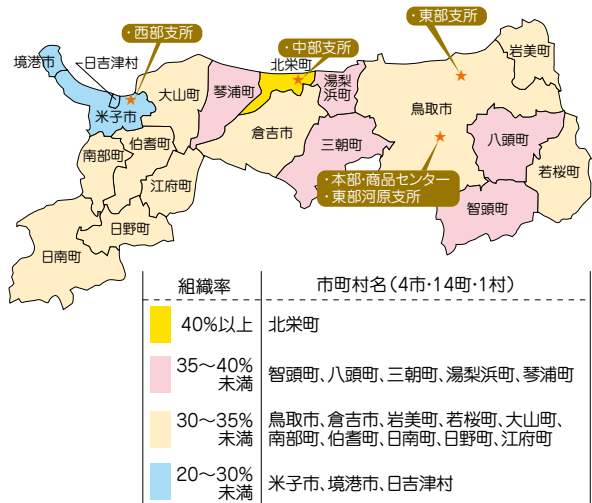 ・西部支所
・中部支所
・東部支所
境港市
日吉津村
米子市
大山町
琴浦町
北栄町
湯梨
浜町
鳥取市
岩美町
倉吉市
三朝町
八頭町
若桜町
南部町
伯耆町
江府町
・本部・商品センター
・東部河原支所
智頭町
日南町
日野町
組織率 市町村名(4市・14町・1村)
40%以上 北栄町
35〜40%
未満
智頭町、八頭町、三朝町、湯梨浜町、琴浦町
30〜35%
未満
鳥取市、倉吉市、岩美町、若桜町、大山町、
南部町、伯耆町、日南町、日野町、江府町
20〜30%
未満
米子市、境港市、日吉津村